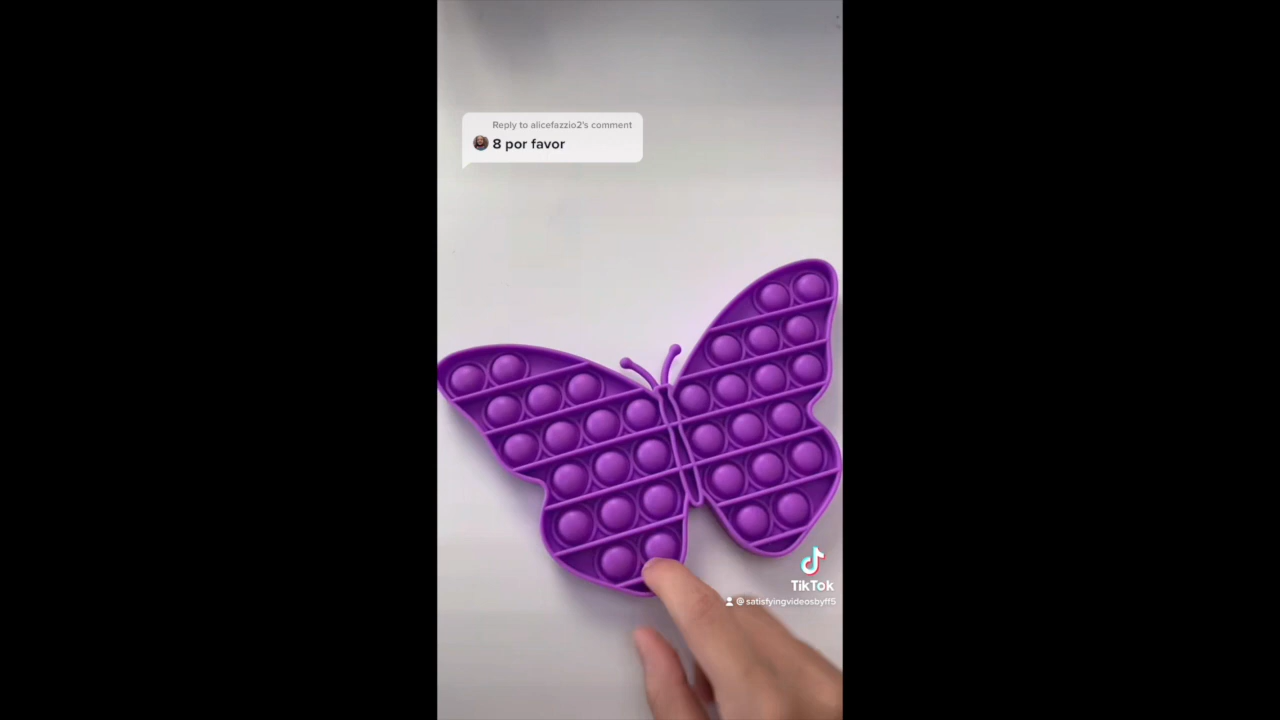 Reply to alicefazzio2's comment
8 por favor
TikTok
@satisfyingvideosbyff5